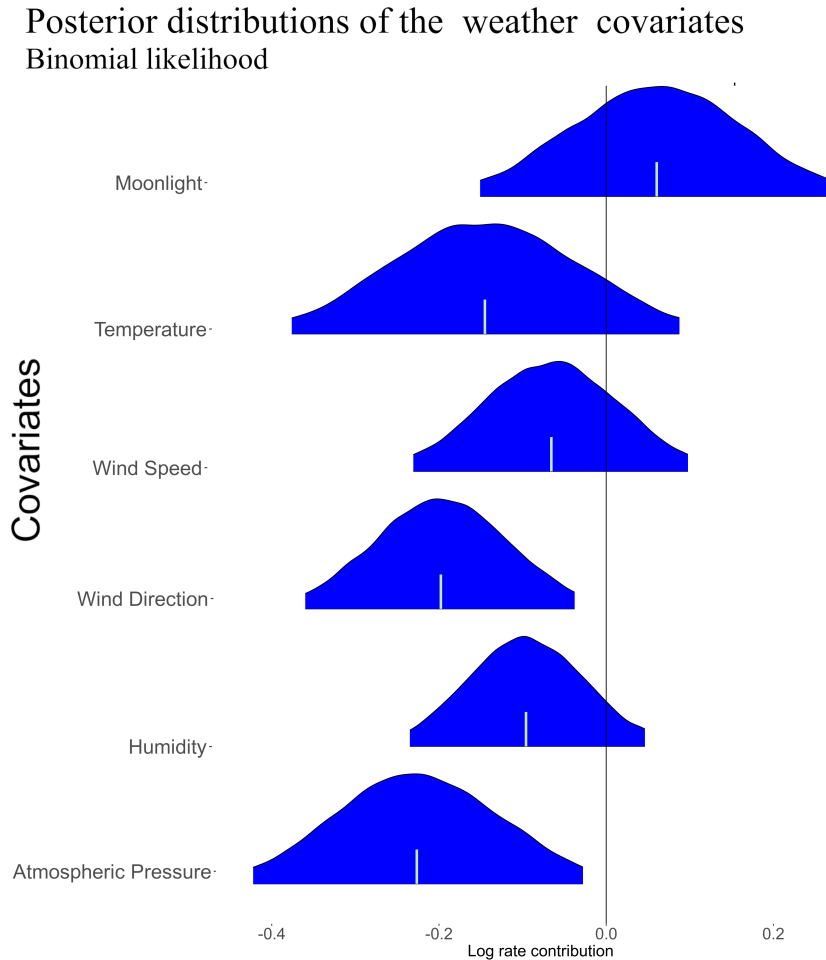 Posterior distributions of the  weather  covariates
Binomial likelihood
Moonlight
Temperature
Covariates
Wind Speed
Wind Direction
Humidity
Atmospheric Pressure
-0.4
-0.2
0.0
0.2
Log rate contribution